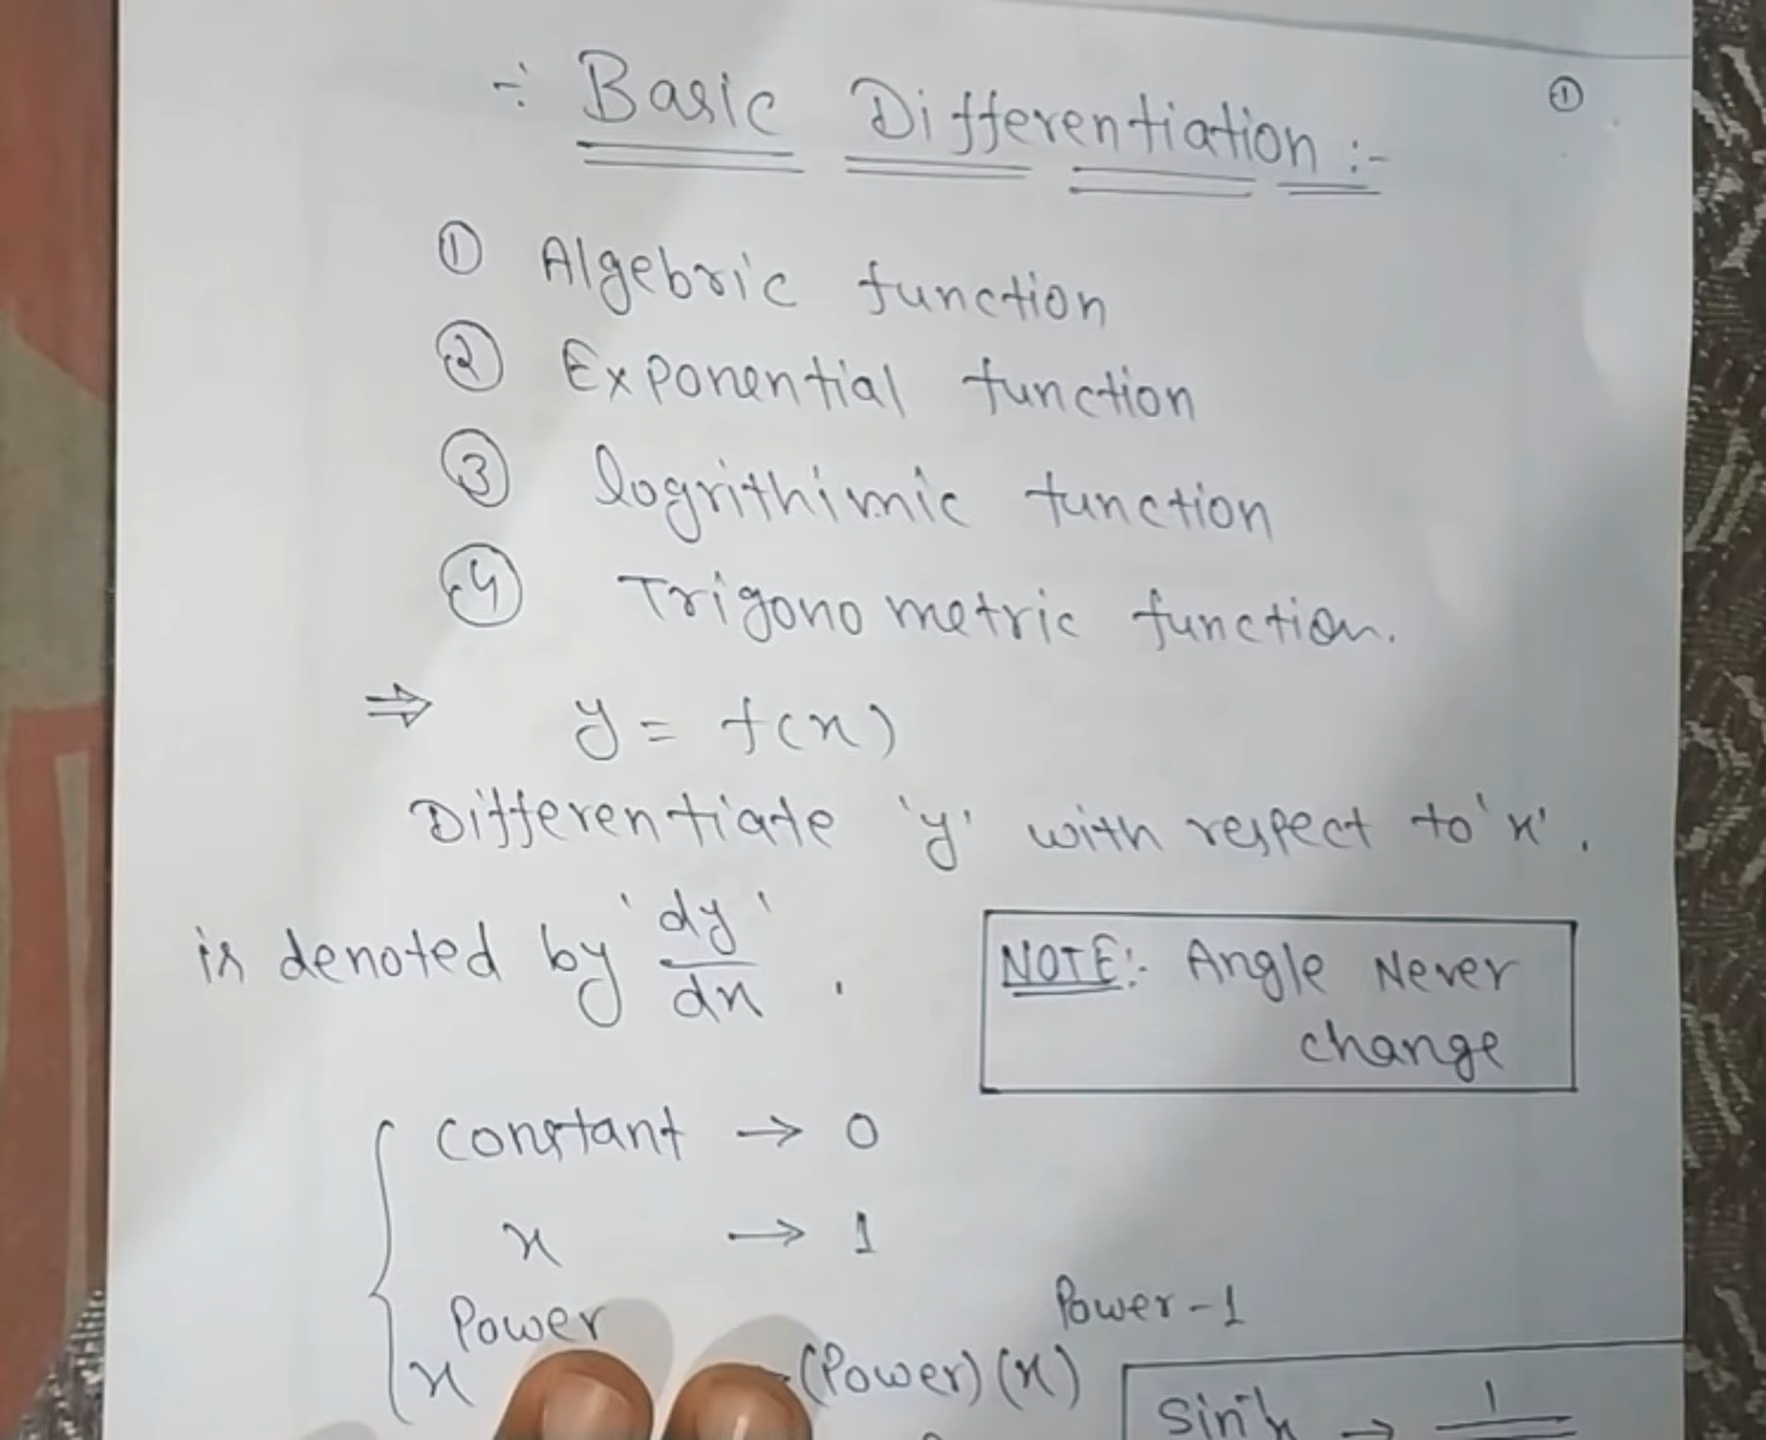 ÷ Basic Differentiation :- ①
① Algebric function
② Exponential function
③ logrithimic function
④ Trigonometric function.
⇒ y = f(x)
Differentiate 'y' with respect to 'x'.
is denoted by 'dy/dx'.
NOTE:- Angle Never
change
Constant → 0
x → 1
x^Power (Power)(x)^Power-1
sin⁻¹x → 1